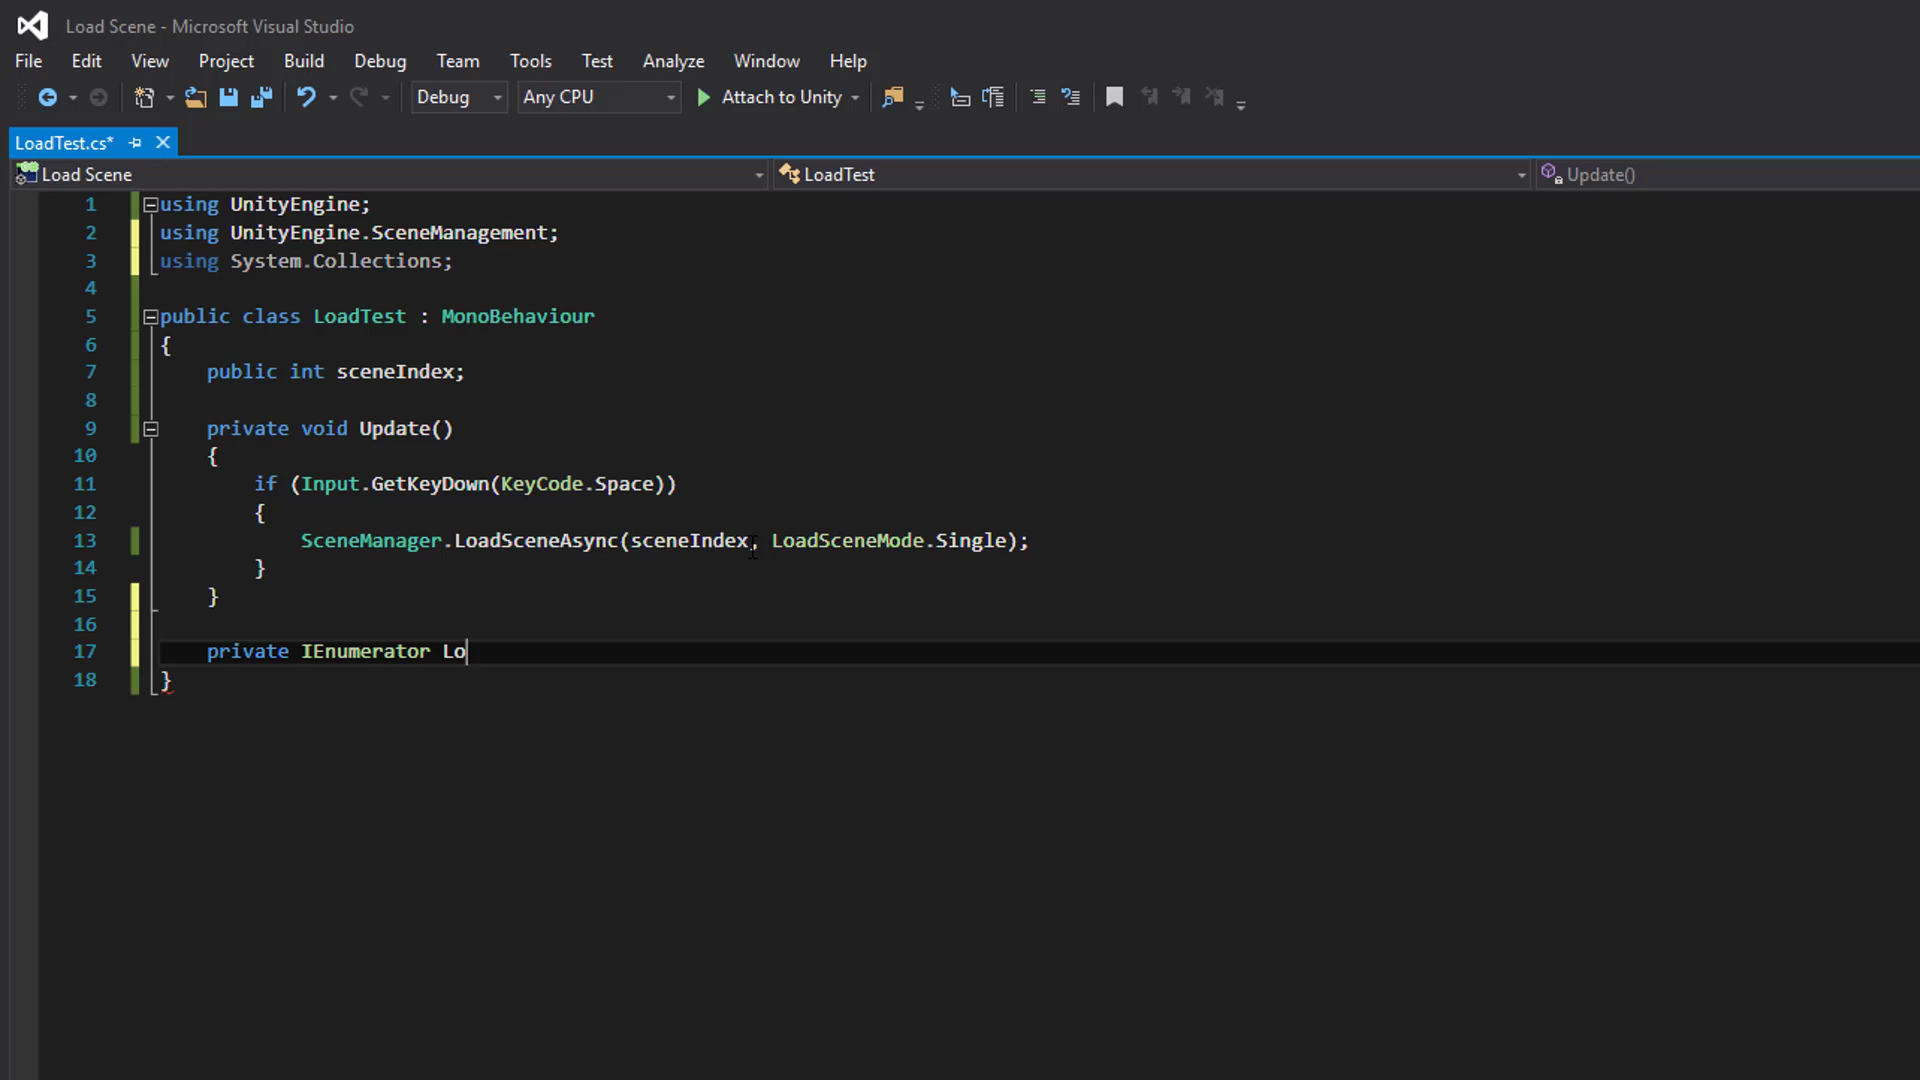 Load Scene - Microsoft Visual Studio
File Edit View Project Build Debug Team Tools Test Analyze Window Help
Debug Any CPU Attach to Unity
LoadTest.cs*
Load Scene LoadTest Update()
1 using UnityEngine;
2 using UnityEngine.SceneManagement;
3 using System.Collections;
4
5 public class LoadTest : MonoBehaviour
6 {
7 public int sceneIndex;
8
9 private void Update()
10 {
11 if (Input.GetKeyDown(KeyCode.Space))
12 {
13 SceneManager.LoadSceneAsync(sceneIndex, LoadSceneMode.Single);
14 }
15 }
16
17 private IEnumerator Lo
18 }